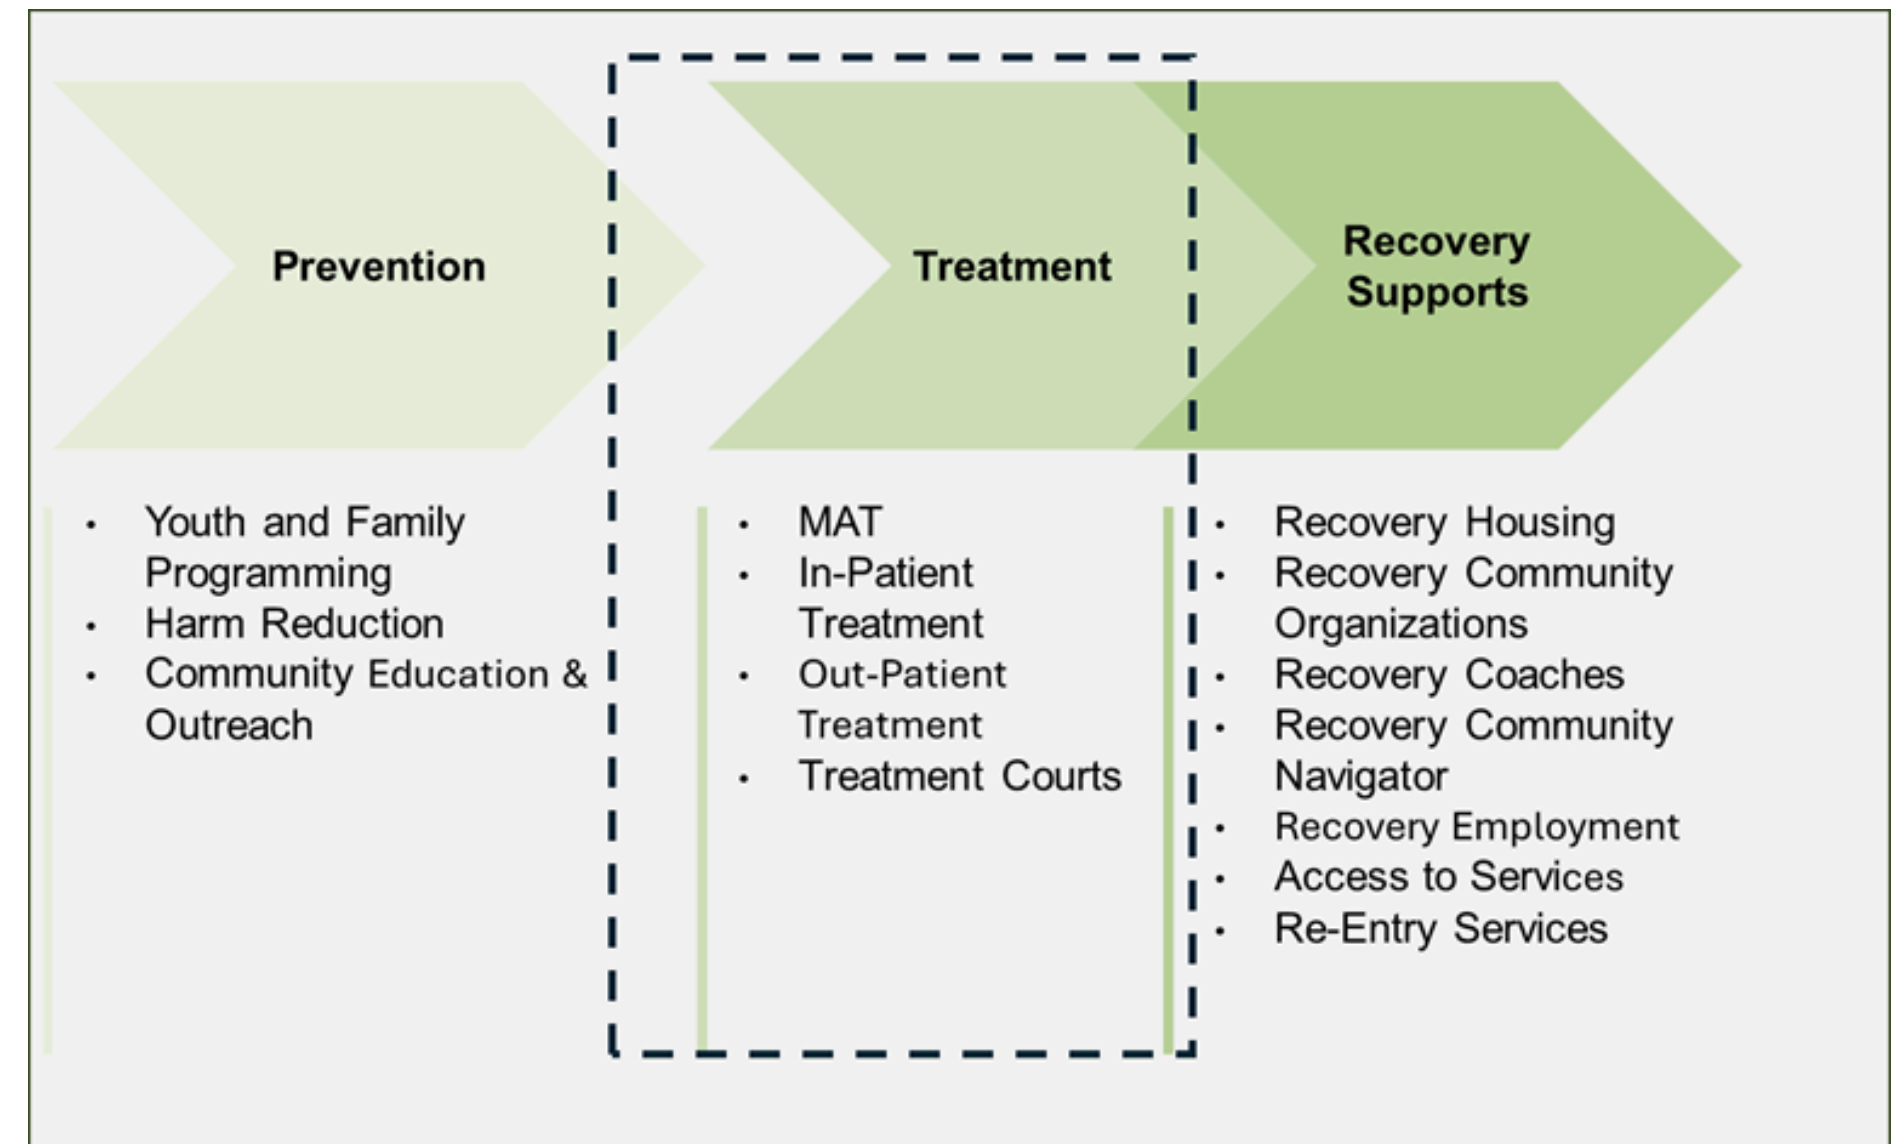 Prevention
Treatment
Recovery
Supports
• Youth and Family
Programming
• Harm Reduction
• Community Education &
Outreach
• MAT
• In-Patient
Treatment
• Out-Patient
Treatment
• Treatment Courts
• Recovery Housing
• Recovery Community
Organizations
• Recovery Coaches
• Recovery Community
Navigator
• Recovery Employment
• Access to Services
• Re-Entry Services